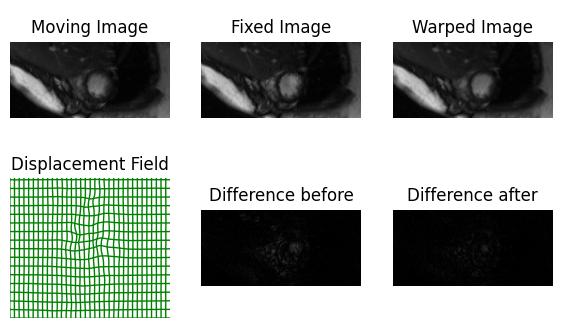 Moving Image
Fixed Image
Warped Image
Displacement Field
Difference before
Difference after